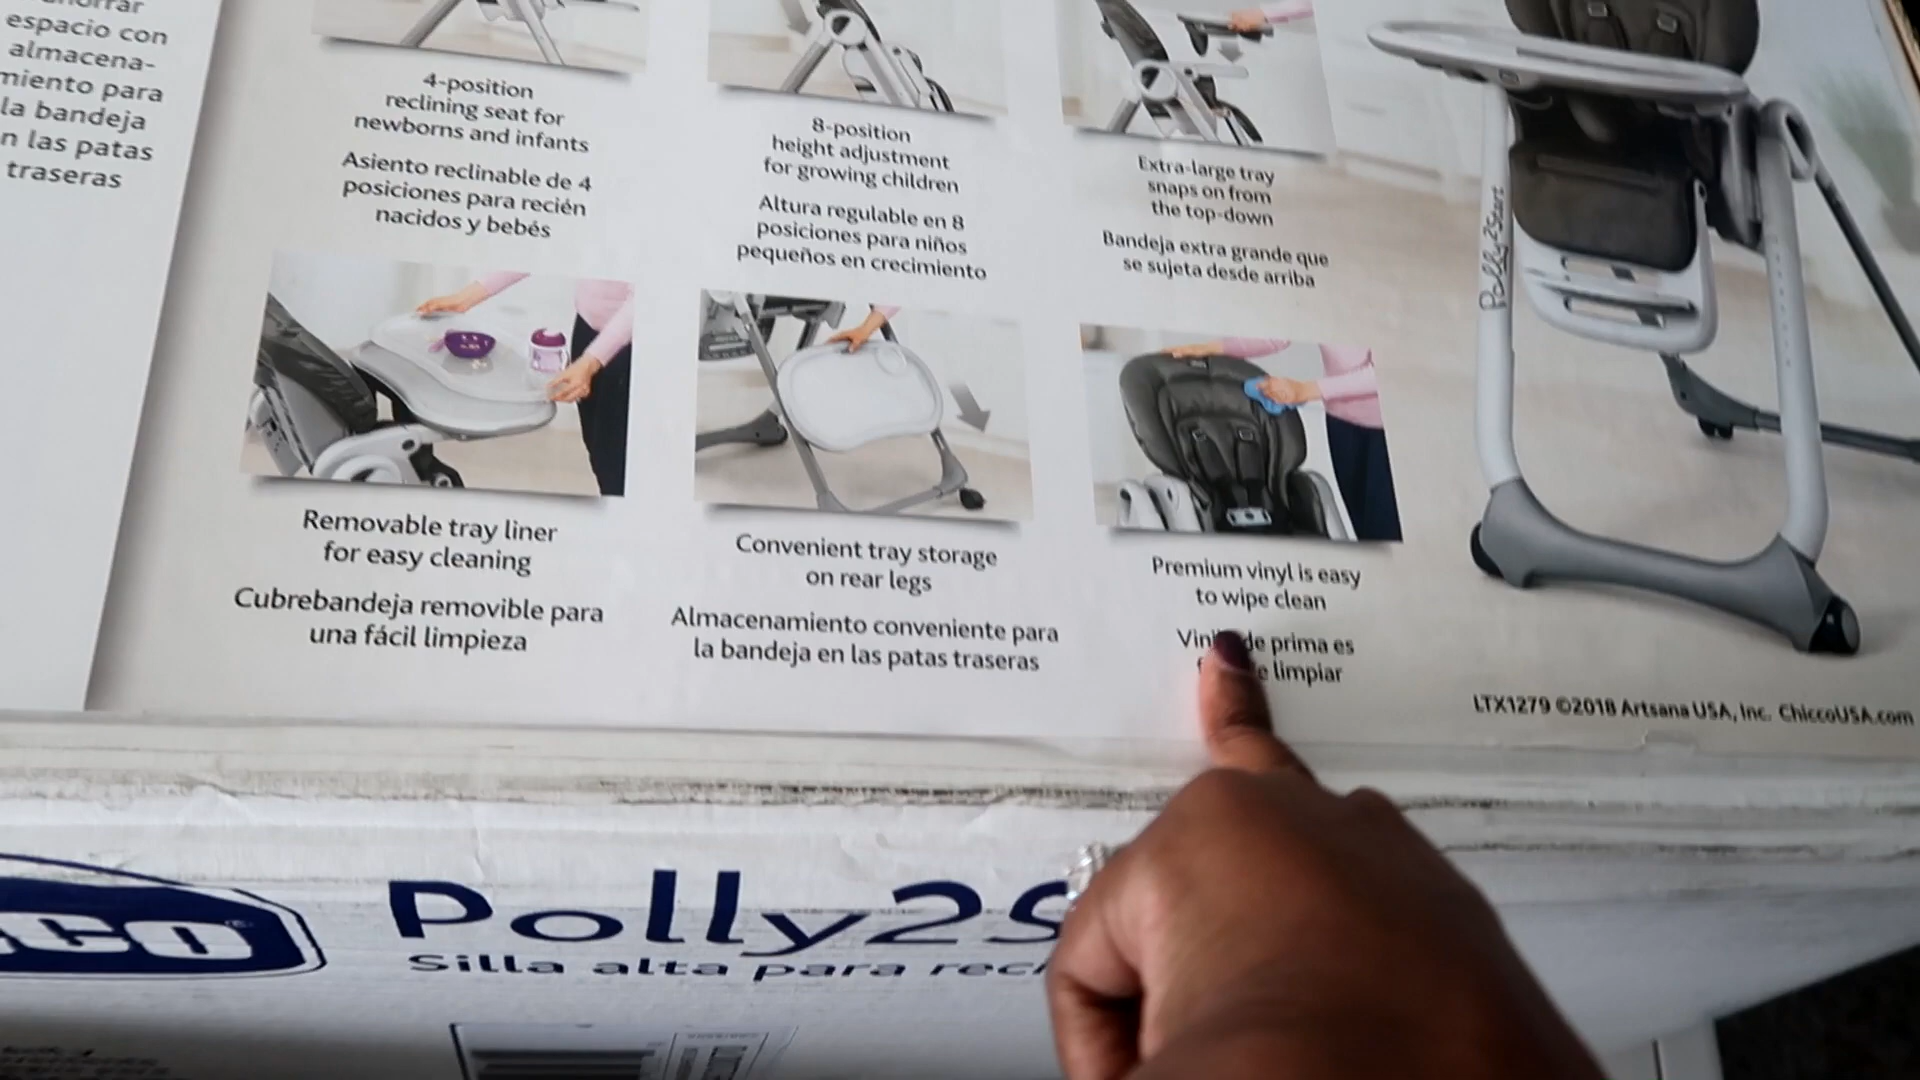 espacio con
almacena-
miento para
la bandeja
n las patas
traseras
4-position
reclining seat for
newborns and infants
Asiento reclinable de 4
posiciones para recién
nacidos y bebés
8-position
height adjustment
for growing children
Altura regulable en 8
posiciones para niños
pequeños en crecimiento
Extra-large tray
snaps on from
the top-down
Bandeja extra grande que
se sujeta desde arriba
Polly2Start
Removable tray liner
for easy cleaning
Cubrebandeja removible para
una fácil limpieza
Convenient tray storage
on rear legs
Almacenamiento conveniente para
la bandeja en las patas traseras
Premium vinyl is easy
to wipe clean
de prima es
limpiar
LTX1279 ©2018 Artsana USA, Inc. ChiccoUSA.com
Polly2S
Silla alta para